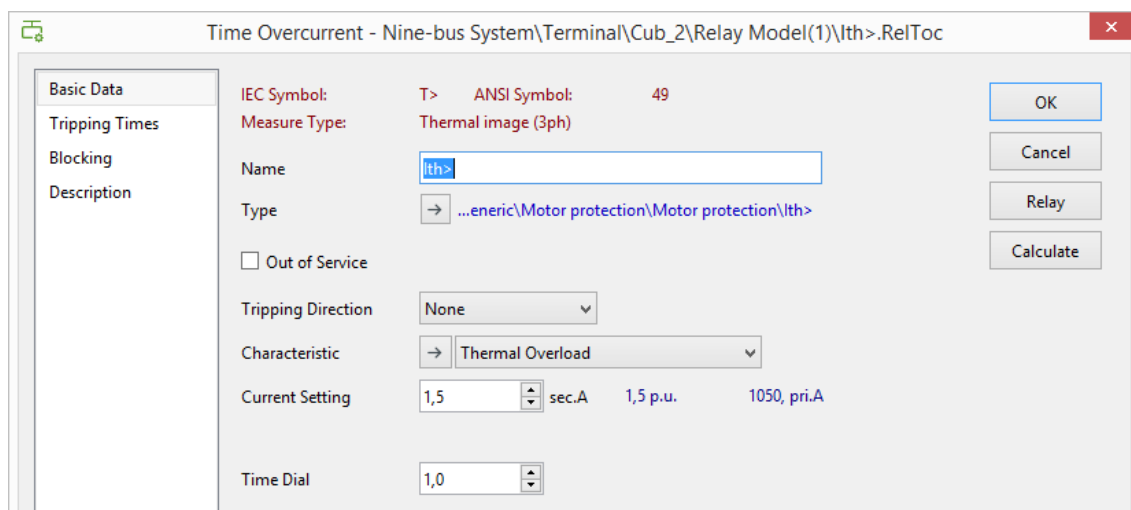 Time Overcurrent - Nine-bus System\Terminal\Cub_2\Relay Model(1)\Ith>.RelToc
Basic Data
Tripping Times
Blocking
Description
IEC Symbol: T> ANSI Symbol: 49
Measure Type: Thermal image (3ph)
Name Ith>
Type → ...eneric\Motor protection\Motor protection\Ith>
Out of Service
Tripping Direction None
Characteristic → Thermal Overload
Current Setting 1,5 sec.A 1,5 p.u. 1050, pri.A
Time Dial 1,0
OK
Cancel
Relay
Calculate